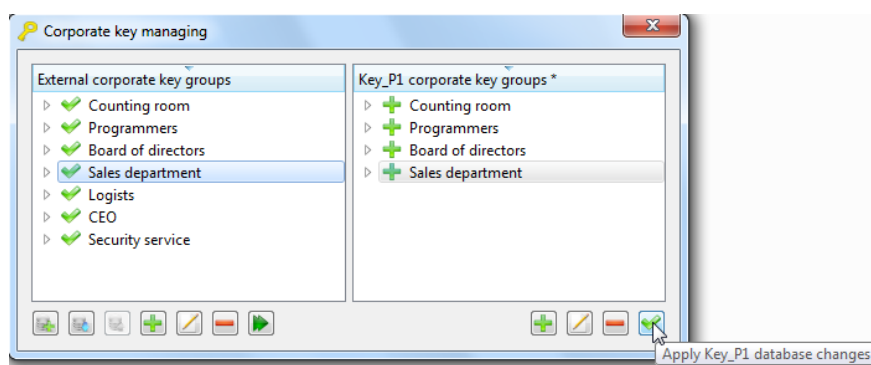 Corporate key managing
External corporate key groups
Counting room
Programmers
Board of directors
Sales department
Logists
CEO
Security service
Key_P1 corporate key groups *
Counting room
Programmers
Board of directors
Sales department
Apply Key_P1 database changes